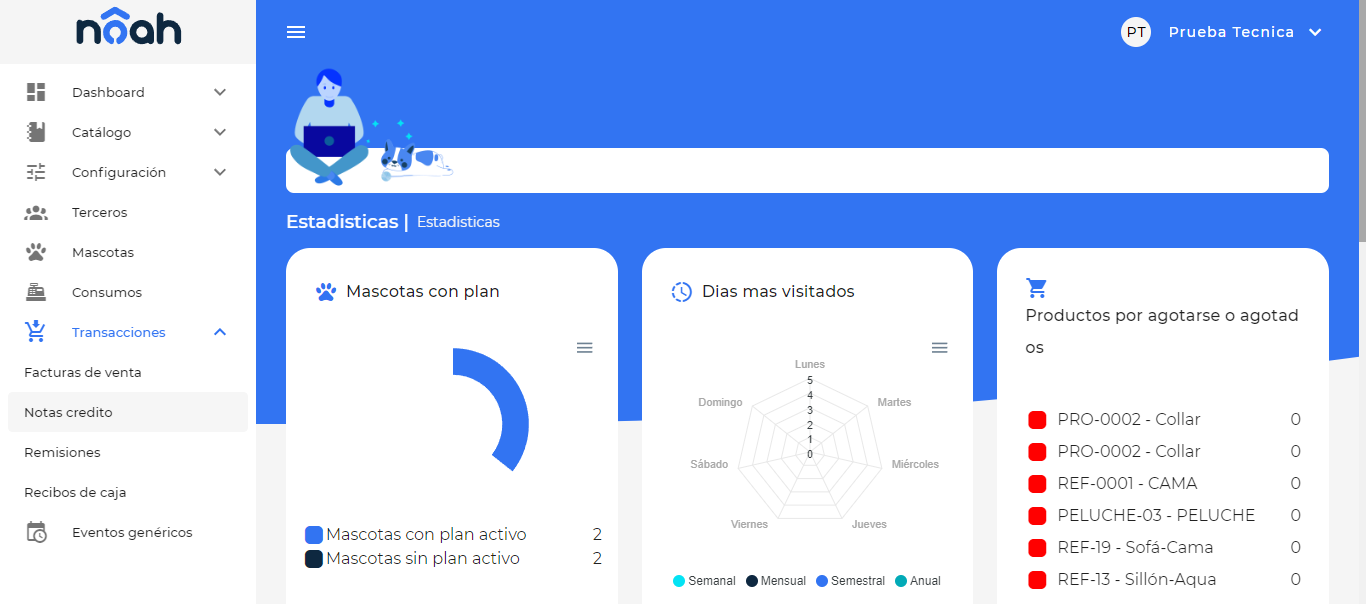 nôah
PT Prueba Tecnica
Dashboard
Catálogo
Configuración
Terceros
Mascotas
Consumos
Transacciones
Facturas de venta
Notas credito
Remisiones
Recibos de caja
Eventos genéricos
Estadisticas | Estadisticas
Mascotas con plan
Mascotas con plan activo 2
Mascotas sin plan activo 2
Dias mas visitados
Lunes
Martes
Miércoles
Jueves
Viernes
Sábado
Domingo
5
4
3
2
1
0
Semanal Mensual Semestral Anual
Productos por agotarse o agotad
os
PRO-0002 - Collar 0
PRO-0002 - Collar 0
REF-0001 - CAMA 0
PELUCHE-03 - PELUCHE 0
REF-19 - Sofá-Cama 0
REF-13 - Sillón-Aqua 0